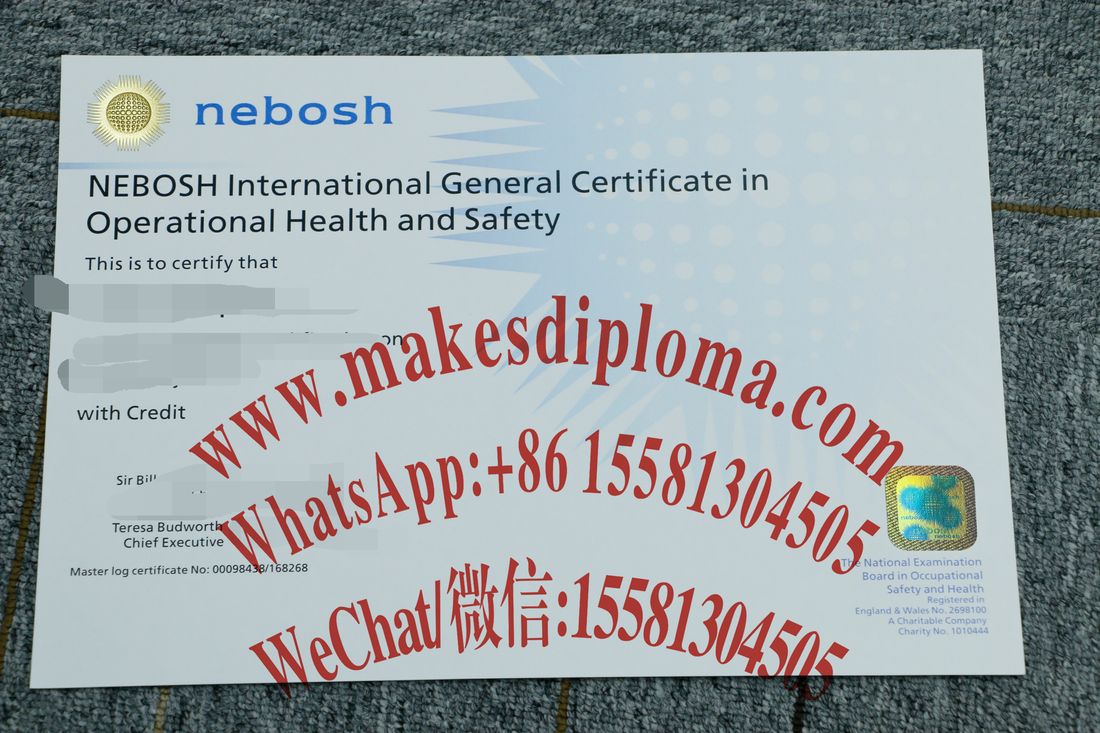 nebosh
NEBOSH International General Certificate in
Operational Health and Safety
This is to certify that
on
with Credit
Sir Bill
Teresa Budworth
Chief Executive
Master log certificate No: 00098438/168268
www.makesdiploma.com
WhatsApp:+86 15581304505
WeChat/微信:15581304505
nebosh
The National Examination
Board in Occupational
Safety and Health
Registered in
England & Wales No. 2698100
A Charitable Company
Charity No. 1010444